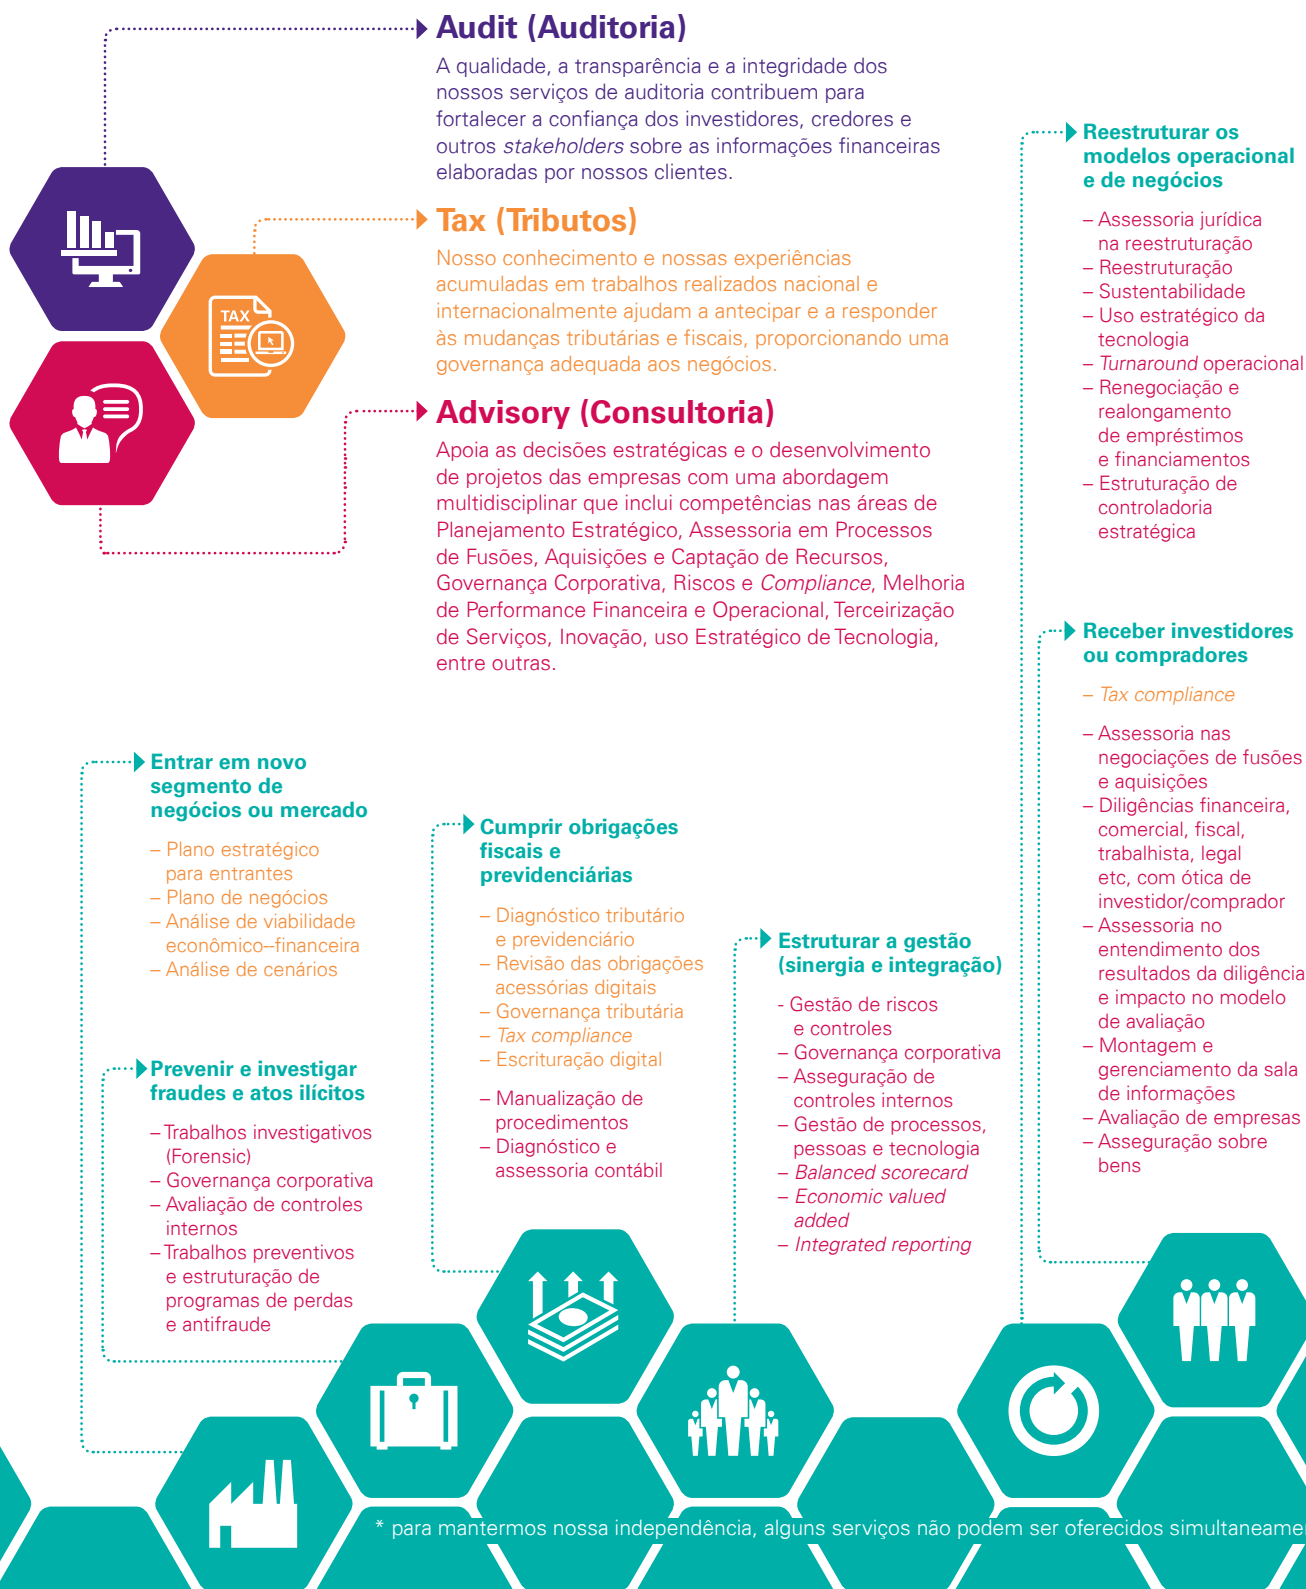 Audit (Auditoria)
A qualidade, a transparência e a integridade dos
nossos serviços de auditoria contribuem para
fortalecer a confiança dos investidores, credores e
outros stakeholders sobre as informações financeiras
elaboradas por nossos clientes.
Tax (Tributos)
Nosso conhecimento e nossas experiências
acumuladas em trabalhos realizados nacional e
internacionalmente ajudam a antecipar e a responder
às mudanças tributárias e fiscais, proporcionando uma
governança adequada aos negócios.
TAX
Advisory (Consultoria)
Apoia as decisões estratégicas e o desenvolvimento
de projetos das empresas com uma abordagem
multidisciplinar que inclui competências nas áreas de
Planejamento Estratégico, Assessoria em Processos
de Fusões, Aquisições e Captação de Recursos,
Governança Corporativa, Riscos e Compliance, Melhoria
de Performance Financeira e Operacional, Terceirização
de Serviços, Inovação, uso Estratégico de Tecnologia,
entre outras.
Entrar em novo
segmento de
negócios ou mercado
– Plano estratégico
para entrantes
– Plano de negócios
– Análise de viabilidade
econômico–financeira
– Análise de cenários
Prevenir e investigar
fraudes e atos ilícitos
– Trabalhos investigativos
(Forensic)
– Governança corporativa
– Avaliação de controles
internos
– Trabalhos preventivos
e estruturação de
programas de perdas
e antifraude
Cumprir obrigações
fiscais e
previdenciárias
– Diagnóstico tributário
e previdenciário
– Revisão das obrigações
acessórias digitais
– Governança tributária
– Tax compliance
– Escrituração digital
– Manualização de
procedimentos
– Diagnóstico e
assessoria contábil
Estruturar a gestão
(sinergia e integração)
- Gestão de riscos
e controles
– Governança corporativa
– Asseguração de
controles internos
– Gestão de processos,
pessoas e tecnologia
– Balanced scorecard
– Economic valued
added
– Integrated reporting
Reestruturar os
modelos operacional
e de negócios
– Assessoria jurídica
na reestruturação
– Reestruturação
– Sustentabilidade
– Uso estratégico da
tecnologia
– Turnaround operacional
– Renegociação e
realongamento
de empréstimos
e financiamentos
– Estruturação de
controladoria
estratégica
Receber investidores
ou compradores
– Tax compliance
– Assessoria nas
negociações de fusões
e aquisições
– Diligências financeira,
comercial, fiscal,
trabalhista, legal
etc, com ótica de
investidor/comprador
– Assessoria no
entendimento dos
resultados da diligência
e impacto no modelo
de avaliação
– Montagem e
gerenciamento da sala
de informações
– Avaliação de empresas
– Asseguração sobre
bens
* para mantermos nossa independência, alguns serviços não podem ser oferecidos